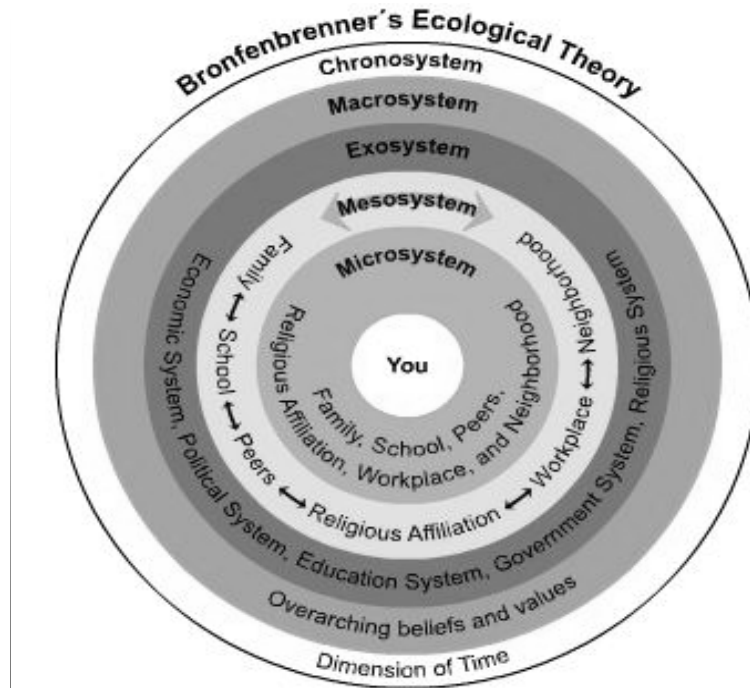 Bronfenbrenner´s Ecological Theory
Chronosystem
Macrosystem
Exosystem
Mesosystem
Microsystem
You
Family, School, Peers,
Religious Affiliation, Workplace, and Neighborhood
Family
School
Peers
Religious Affiliation
Workplace
Neighborhood
Economic System, Political System, Education System, Government System, Religious System
Overarching beliefs and values
Dimension of Time